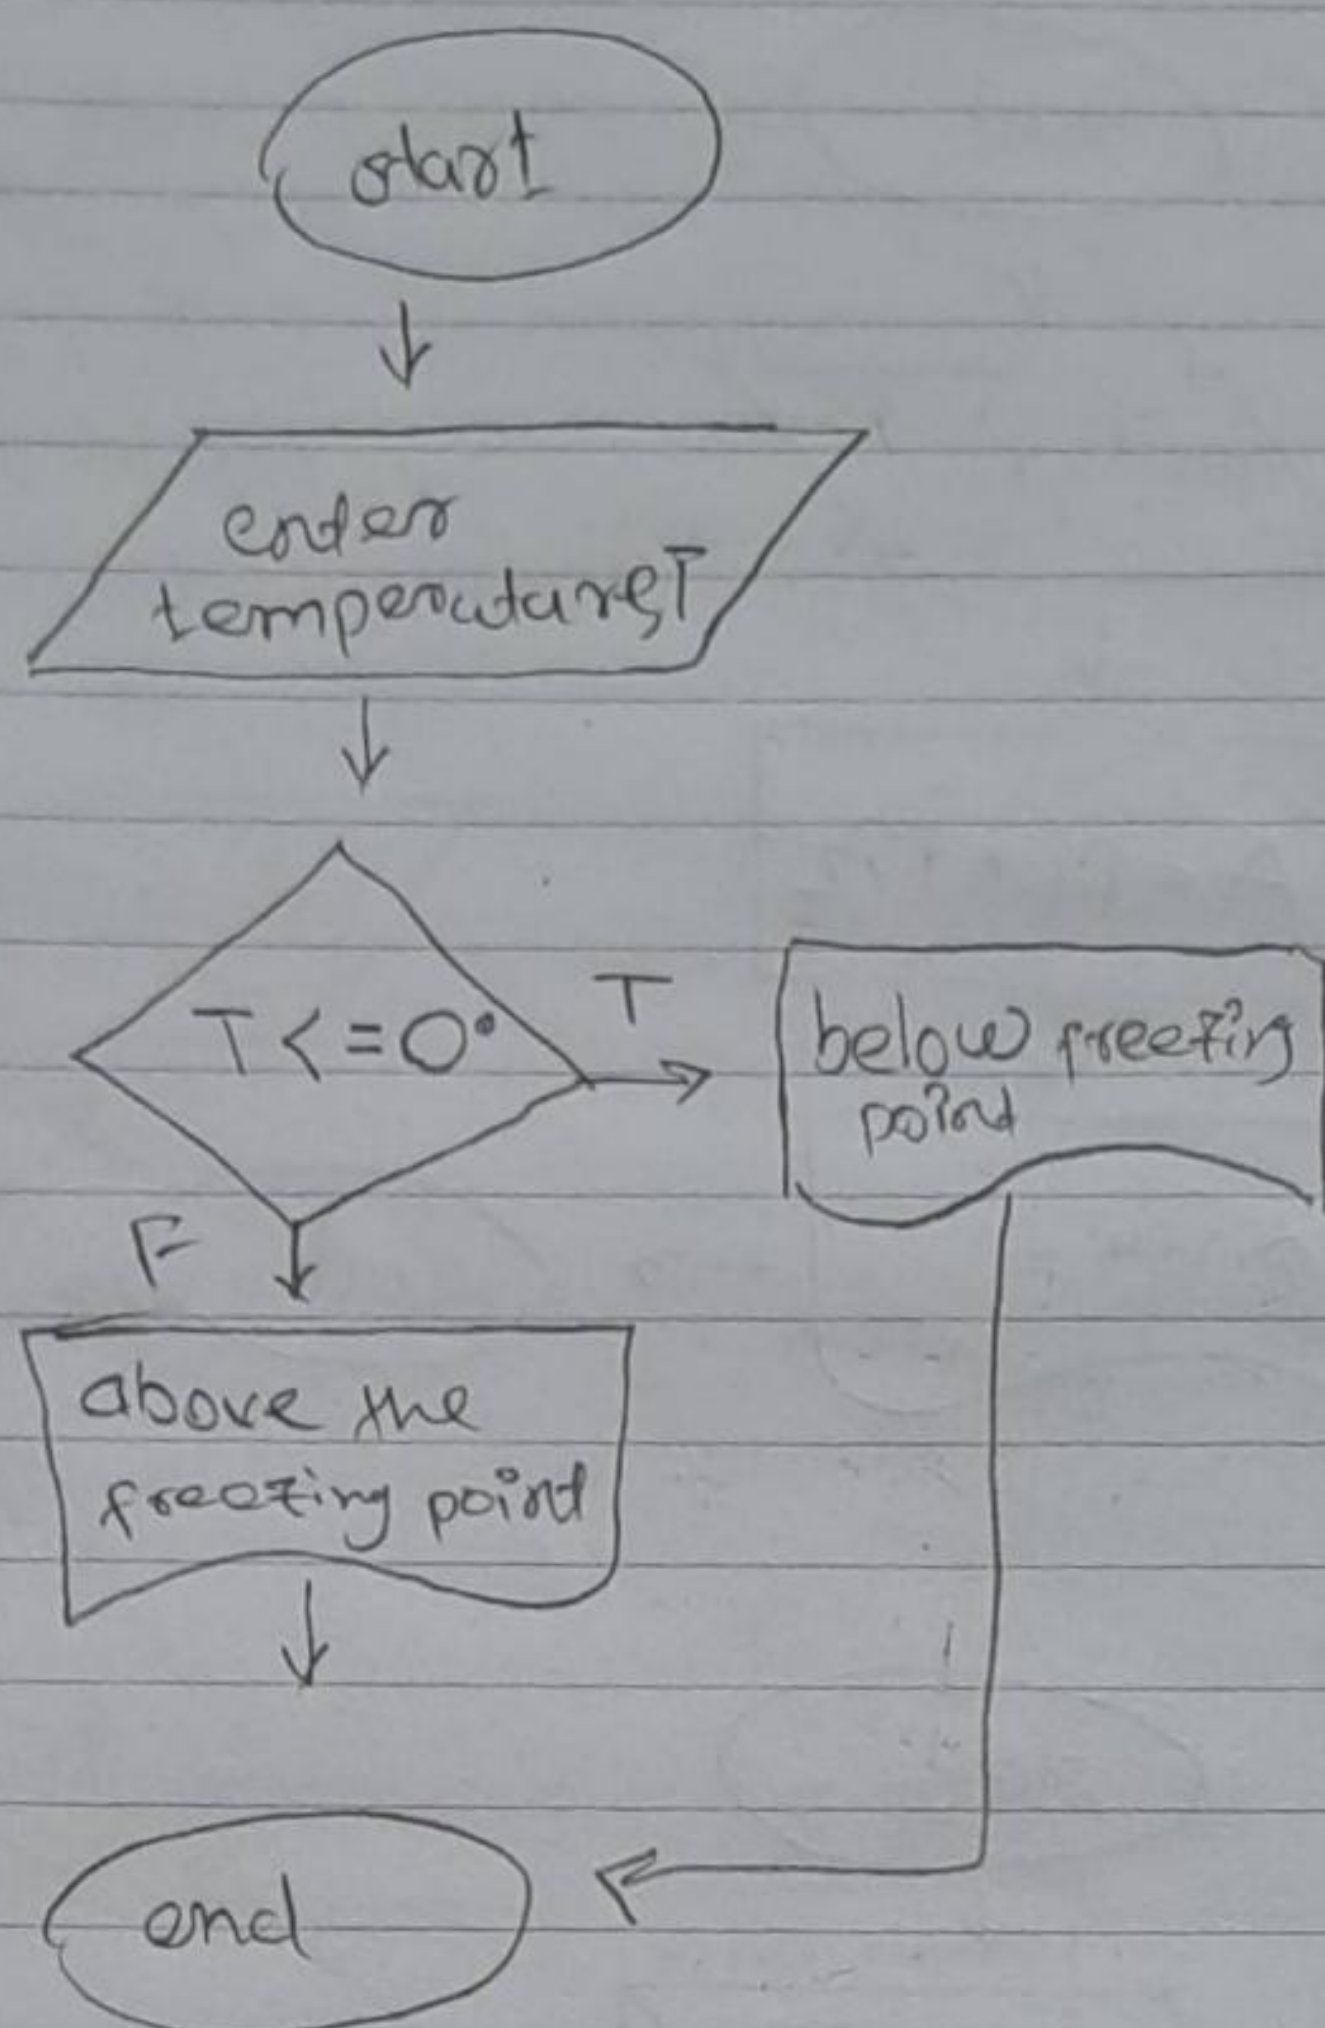 start
enter
temperature,T
T<=0°
T
below freezing
point
F
above the
freezing point
end